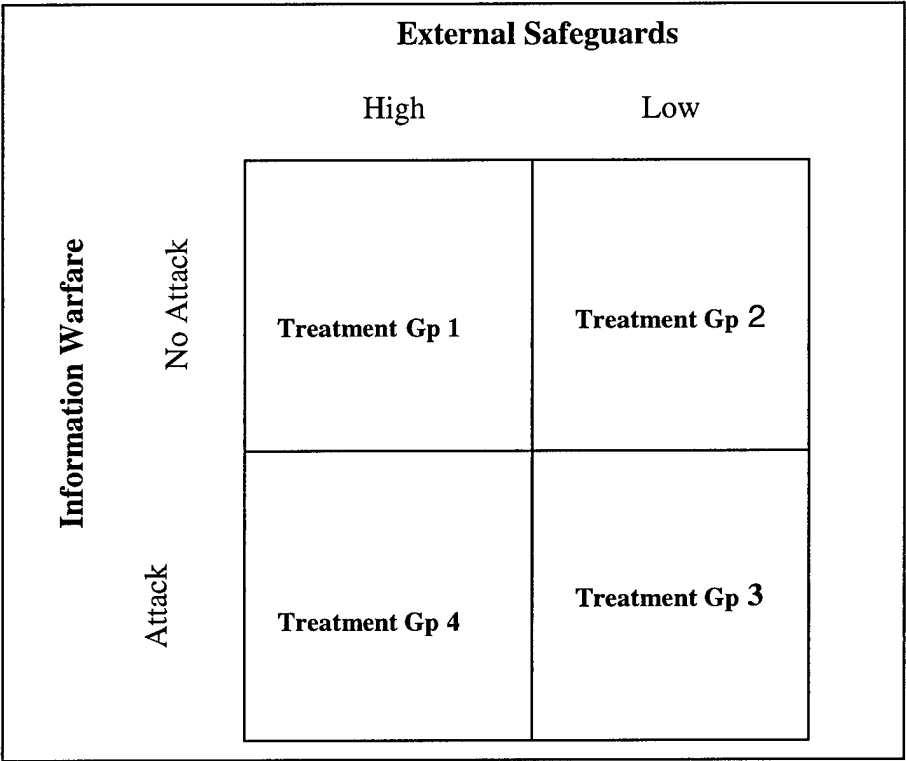 External Safeguards
High Low
Information Warfare
No Attack
Treatment Gp 1
Treatment Gp 2
Attack
Treatment Gp 4
Treatment Gp 3